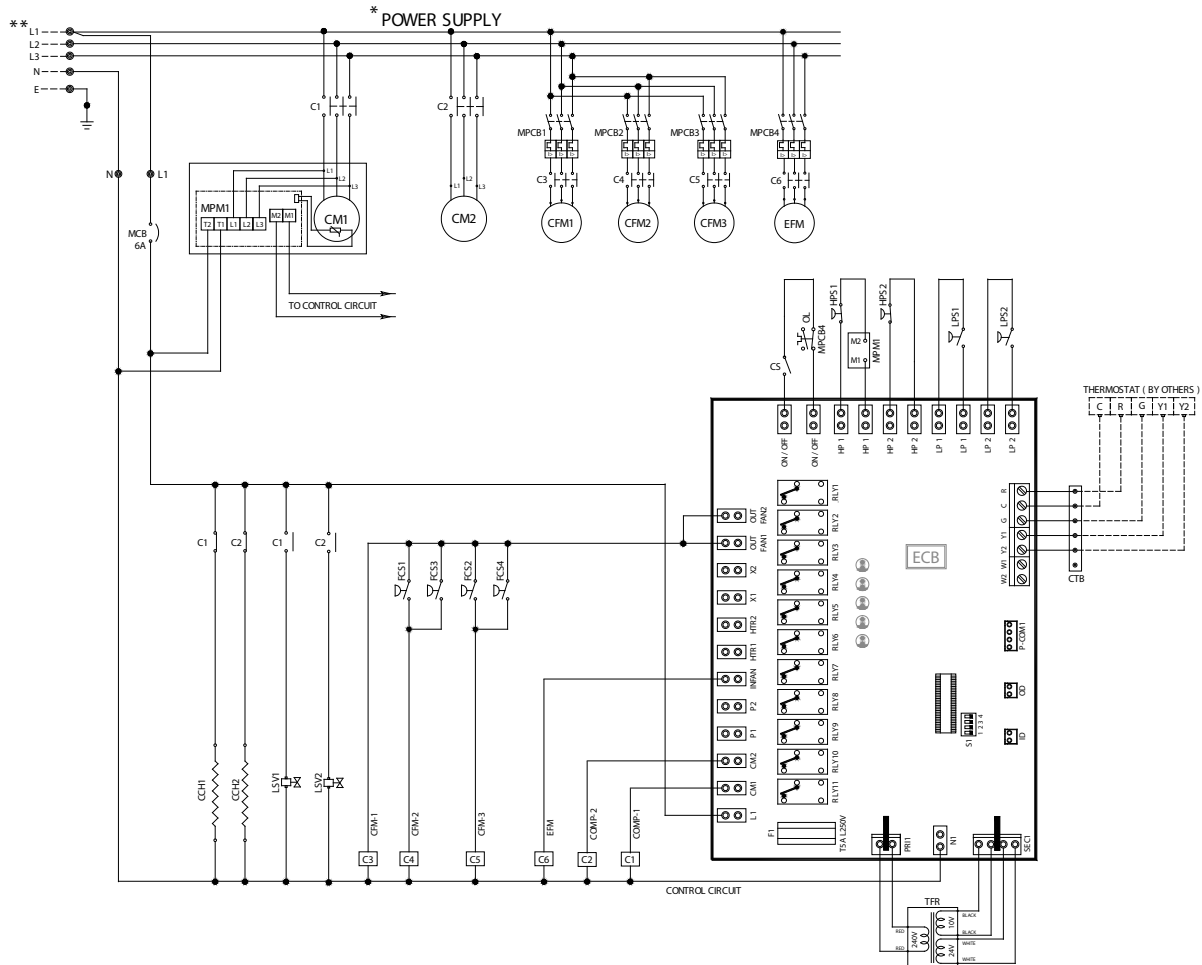 * POWER SUPPLY
**
L1
L2
L3
N
E
C1
C2
MPCB1
MPCB2
MPCB3
MPCB4
C3
C4
C5
C6
N
L1
L1
L2
L3
L1
L2
L3
MPM1
T2 T1 L1 L2 L3
M2 M1
CM1
CM2
CFM1
CFM2
CFM3
EFM
MCB
6A
TO CONTROL CIRCUIT
CS
OL
MPCB4
HPS1
M2
M1
MPM1
HPS2
LPS1
LPS2
THERMOSTAT ( BY OTHERS )
C R G Y1 Y2
ON / OFF
ON / OFF
HP 1
HP 1
HP 2
HP 2
LP 1
LP 1
LP 2
LP 2
C1
C2
C1
C2
FCS1
FCS3
FCS2
FCS4
OUT
FAN2
OUT
FAN1
X2
X1
HTR2
HTR1
INFAN
P2
P1
CM2
CM1
L1
RLY1
RLY2
RLY3
RLY4
RLY5
RLY6
RLY7
RLY8
RLY9
RLY10
RLY11
ECB
R
C
G
Y1
Y2
W1
W2
CTB
P-COM1
OD
ID
S1
1 2 3 4
CCH1
CCH2
LSV1
LSV2
CFM-1
CFM-2
CFM-3
EFM
COMP-2
COMP-1
C3
C4
C5
C6
C2
C1
F1
T5A L250V
PRI1
N1
SEC1
CONTROL CIRCUIT
TFR
RED
RED
240V
10V
24V
BLACK
BLACK
WHITE
WHITE